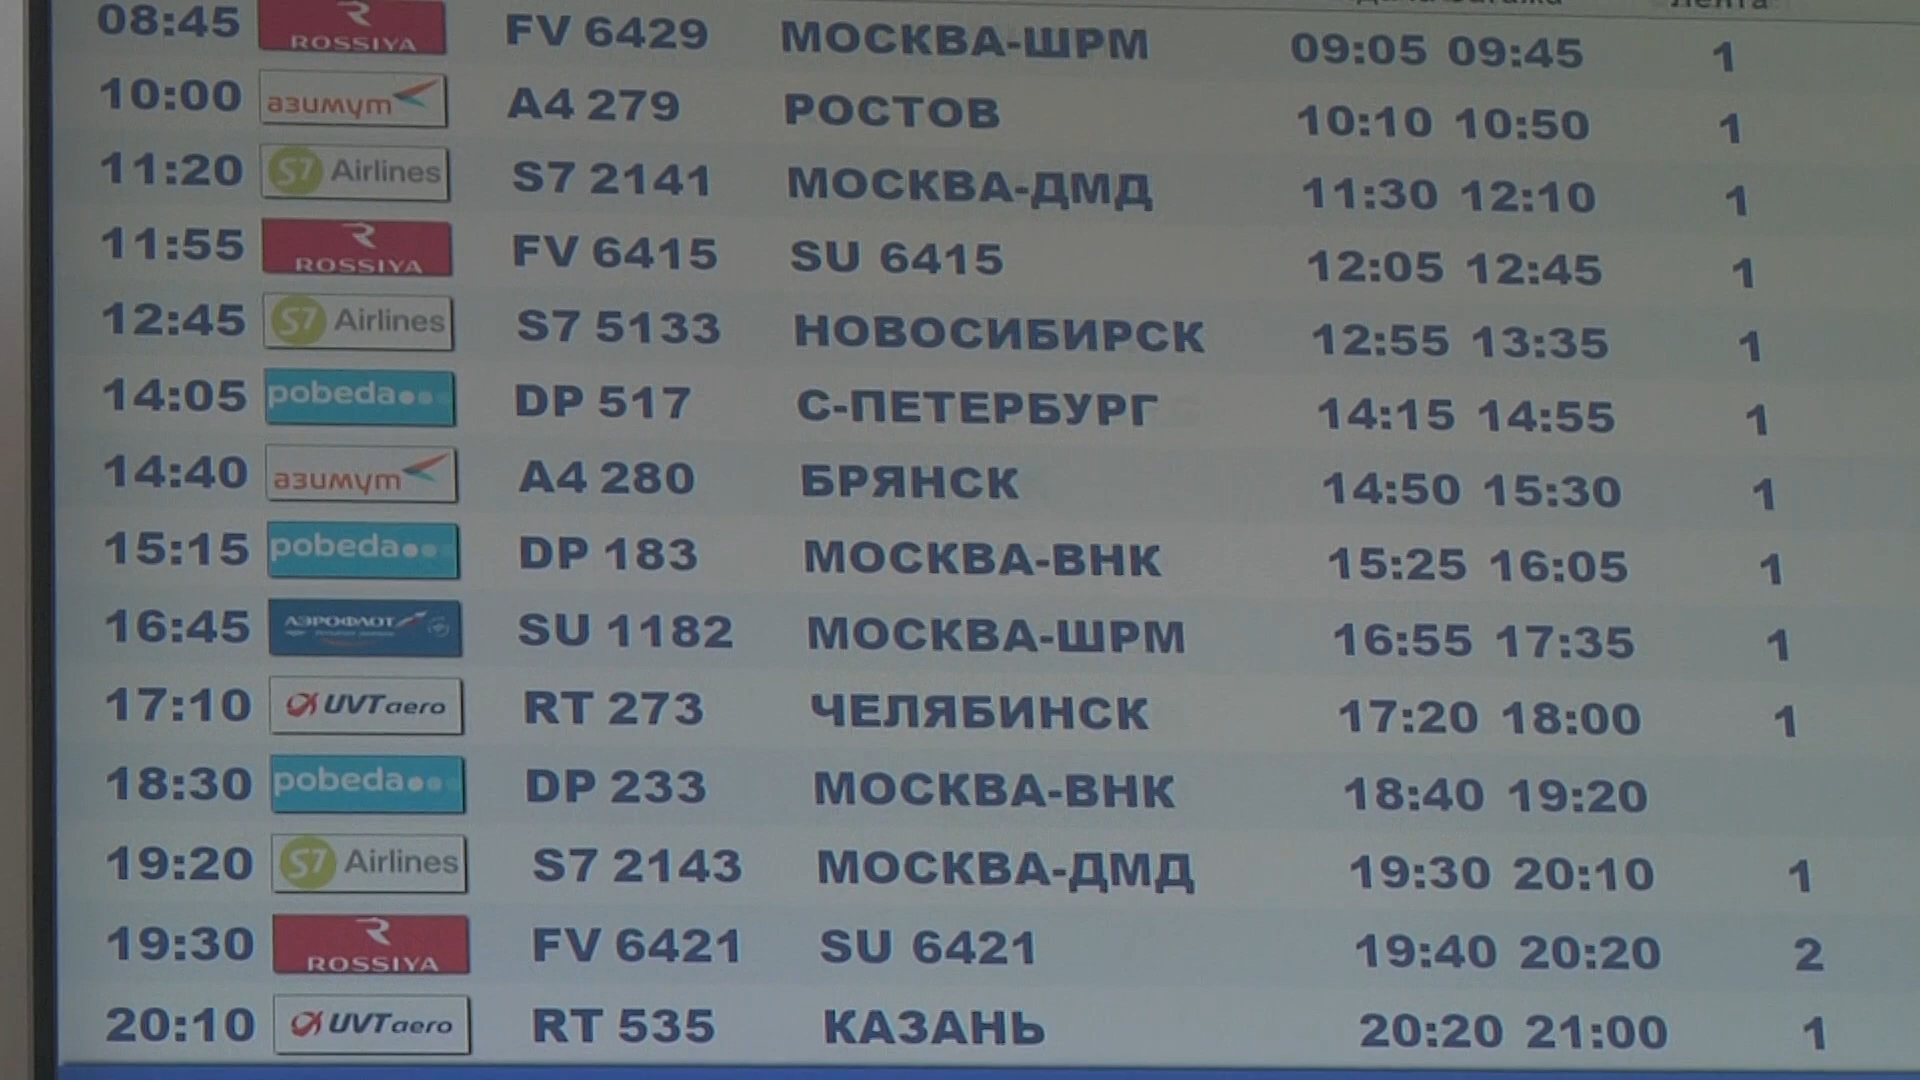 Лента
08:45 ROSSIYA FV 6429 МОСКВА-ШРМ 09:05 09:45 1
10:00 азимут A4 279 РОСТОВ 10:10 10:50 1
11:20 S7 Airlines S7 2141 МОСКВА-ДМД 11:30 12:10 1
11:55 ROSSIYA FV 6415 SU 6415 12:05 12:45 1
12:45 S7 Airlines S7 5133 НОВОСИБИРСК 12:55 13:35 1
14:05 pobeda DP 517 С-ПЕТЕРБУРГ 14:15 14:55 1
14:40 азимут A4 280 БРЯНСК 14:50 15:30 1
15:15 pobeda DP 183 МОСКВА-ВНК 15:25 16:05 1
16:45 АЭРОФЛОТ SU 1182 МОСКВА-ШРМ 16:55 17:35 1
17:10 UVT aero RT 273 ЧЕЛЯБИНСК 17:20 18:00 1
18:30 pobeda DP 233 МОСКВА-ВНК 18:40 19:20
19:20 S7 Airlines S7 2143 МОСКВА-ДМД 19:30 20:10 1
19:30 ROSSIYA FV 6421 SU 6421 19:40 20:20 2
20:10 UVT aero RT 535 КАЗАНЬ 20:20 21:00 1